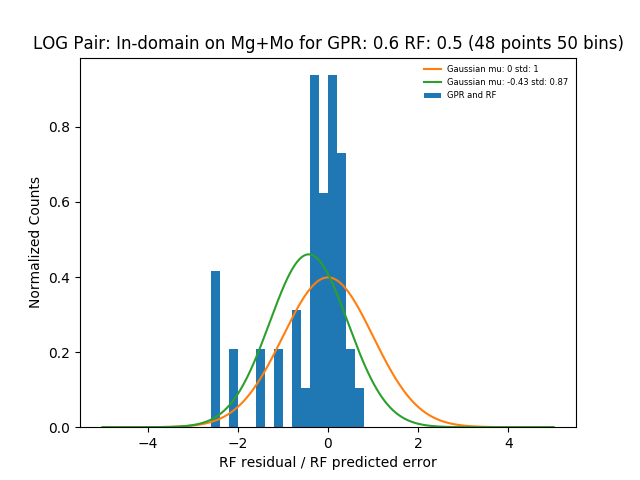 LOG Pair: In-domain on Mg+Mo for GPR: 0.6 RF: 0.5 (48 points 50 bins)
Gaussian mu: 0 std: 1
Gaussian mu: -0.43 std: 0.87
GPR and RF
Normalized Counts
0.8
0.6
0.4
0.2
0.0
−4 −2 0 2 4
RF residual / RF predicted error